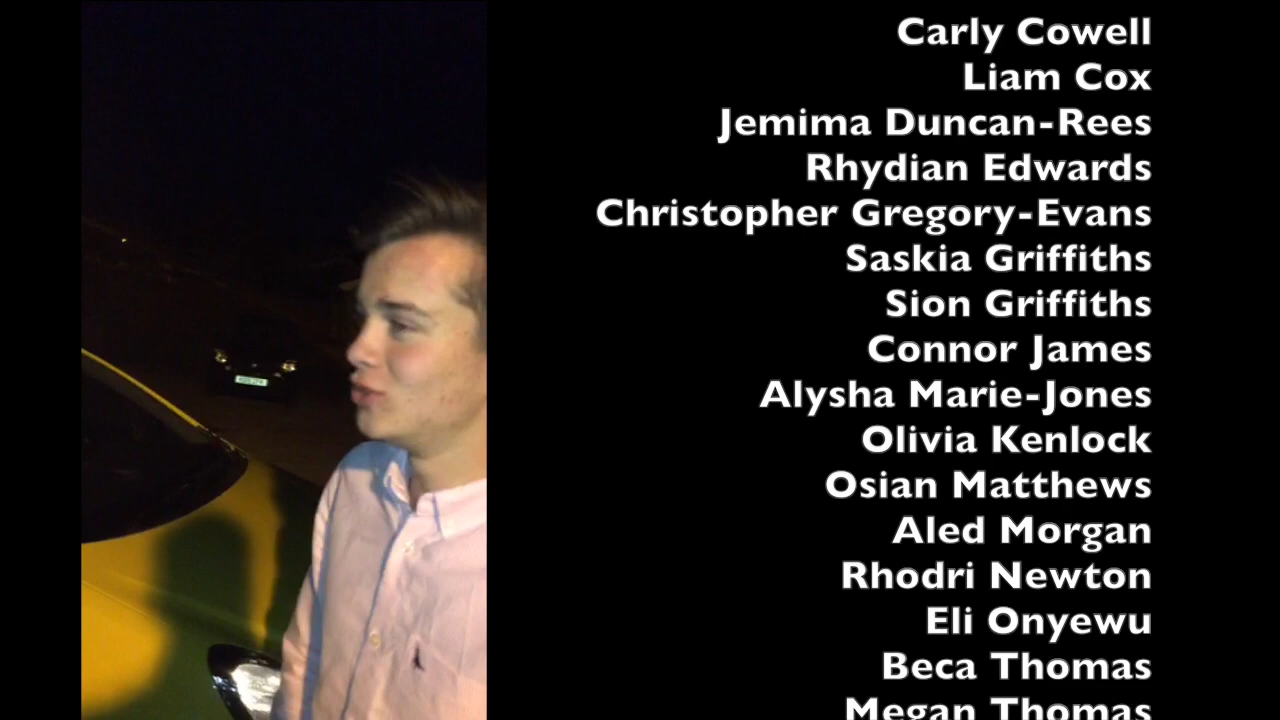 Carly Cowell
Liam Cox
Jemima Duncan-Rees
Rhydian Edwards
Christopher Gregory-Evans
Saskia Griffiths
Sion Griffiths
Connor James
Alysha Marie-Jones
Olivia Kenlock
Osian Matthews
Aled Morgan
Rhodri Newton
Eli Onyewu
Beca Thomas
Megan Thomas